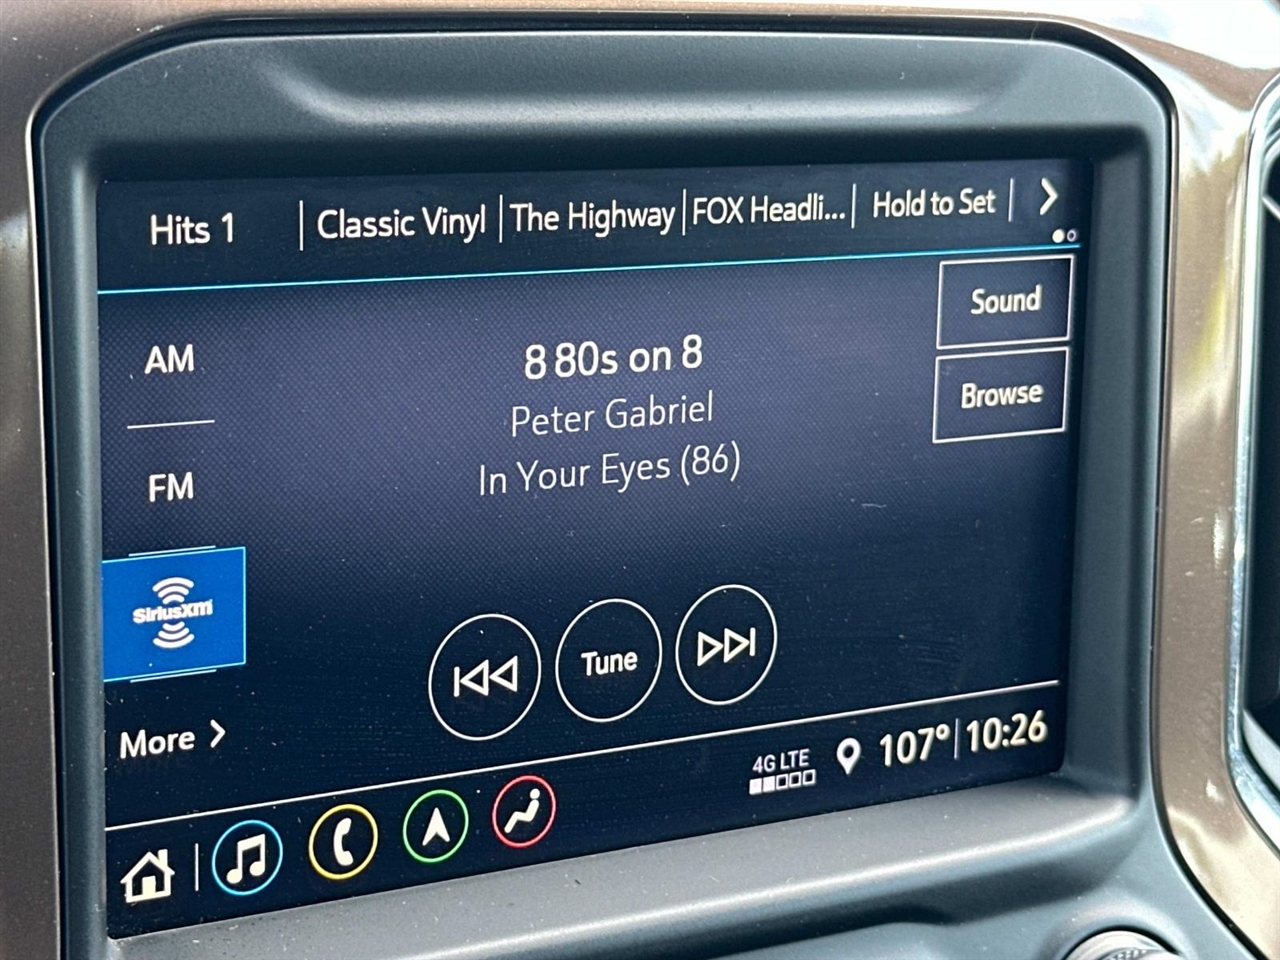 Hits 1 | Classic Vinyl | The Highway | FOX Headli... | Hold to Set |
Sound
AM
8 80s on 8
Browse
Peter Gabriel
FM
In Your Eyes (86)
SiriusXM
Tune
More
4G LTE
107° | 10:26